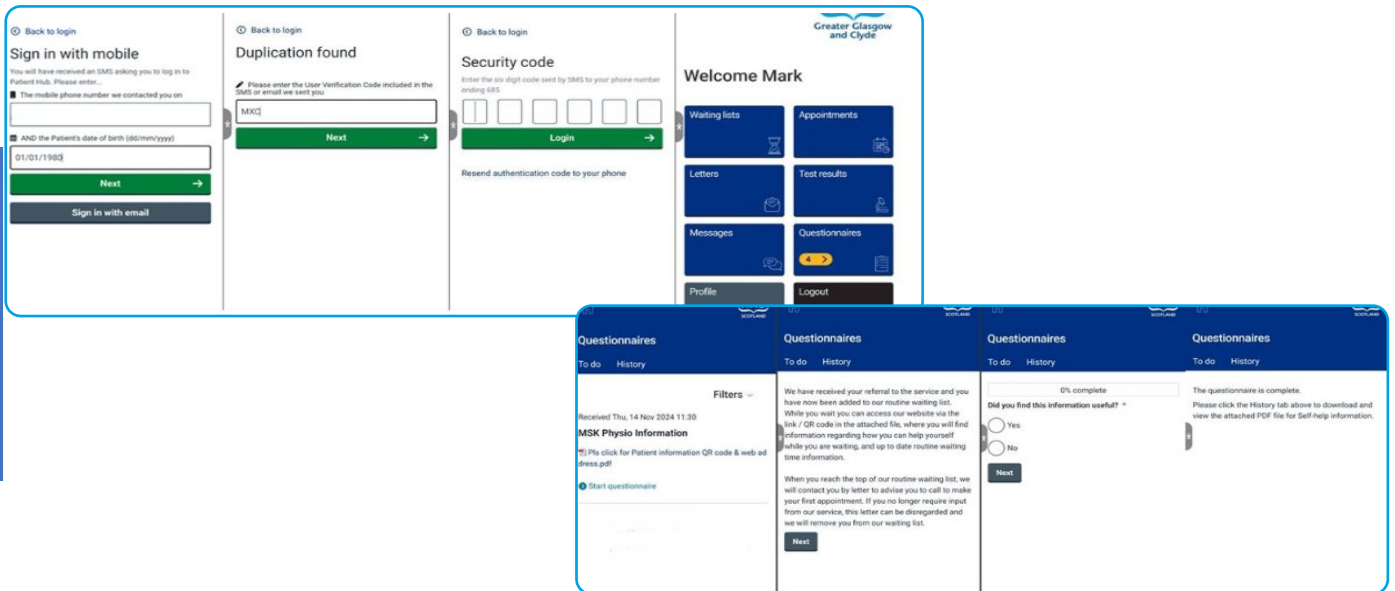 Back to login
Sign in with mobile
You will have received an SMS asking you to log in to
Patient Hub. Please enter...
The mobile phone number we contacted you on
AND the Patient's date of birth (dd/mm/yyyy)
01/01/1980
Next
Sign in with email
Back to login
Duplication found
Please enter the User Verification Code included in the
SMS or email we sent you
MXC
Next
Back to login
Security code
Enter the six digit code sent by SMS to your phone number
ending 685
Login
Resend authentication code to your phone
Greater Glasgow
and Clyde
Welcome Mark
Waiting lists
Appointments
Letters
Test results
Messages
Questionnaires
4 >
Profile
Logout
SCOTLAND
Questionnaires
To do History
Filters
Received Thu, 14 Nov 2024 11:30
MSK Physio Information
Pls click for Patient information QR code & web ad
dress.pdf
Start questionnaire
SCOTLAND
Questionnaires
To do History
We have received your referral to the service and you
have now been added to our routine waiting list.
While you wait you can access our website via the
link / QR code in the attached file, where you will find
information regarding how you can help yourself
while you are waiting, and up to date routine waiting
time information.
When you reach the top of our routine waiting list, we
will contact you by letter to advise you to call to make
your first appointment. If you no longer require input
from our service, this letter can be disregarded and
we will remove you from our waiting list.
Next
SCOTLAND
Questionnaires
To do History
0% complete
Did you find this information useful? *
Yes
No
Next
SCOTLAND
Questionnaires
To do History
The questionnaire is complete.
Please click the History tab above to download and
view the attached PDF file for Self-help information.